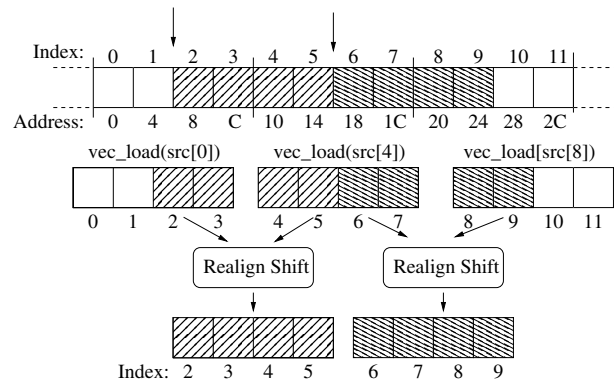 Index: 0 1 2 3 4 5 6 7 8 9 10 11
Address: 0 4 8 C 10 14 18 1C 20 24 28 2C
vec_load(src[0]) vec_load(src[4]) vec_load[src[8])
0 1 2 3 4 5 6 7 8 9 10 11
Realign Shift Realign Shift
Index: 2 3 4 5 6 7 8 9